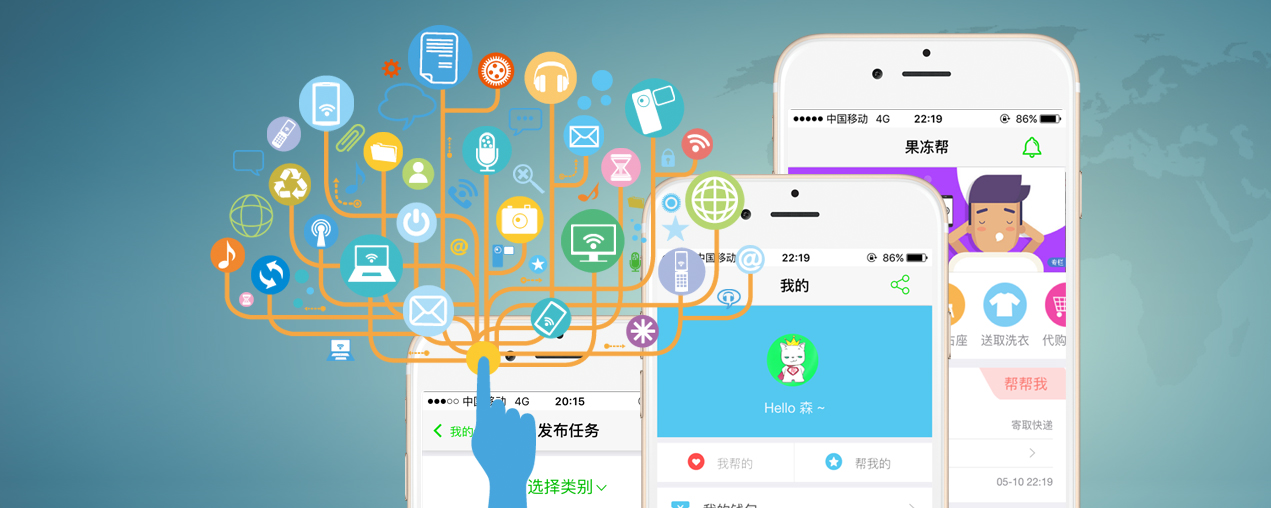 中国移动 4G 22:19 86%
果冻帮
专栏
送取洗衣
代购
帮帮我
寄取快递
05-10 22:19
中国移动 22:19 86%
我的
Hello 森 ~
我帮的
帮我的
我的钱包
4G 20:15
我的
发布任务
选择类别